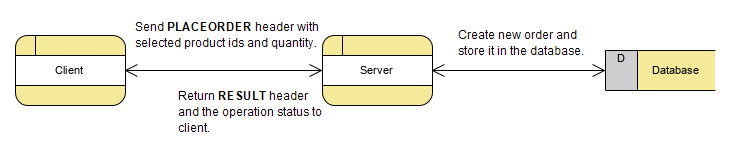 Send PLACEORDER header with
selected product ids and quantity.
Create new order and
store it in the database.
Client
Server
D
Database
Return RESULT header
and the operation status to
client.